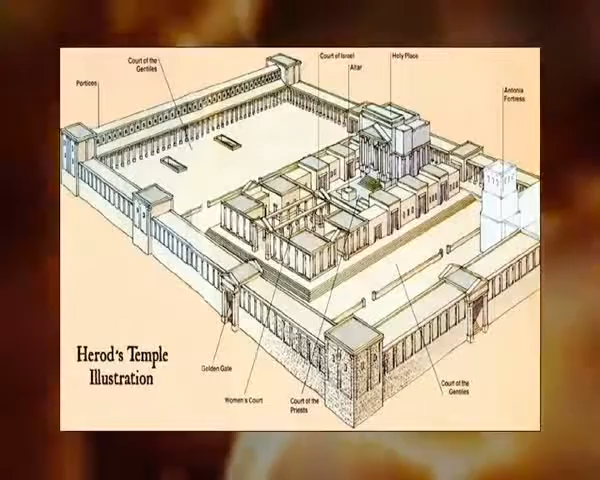 Court of the
Gentiles
Court of Israel
Altar
Holy Place
Portices
Antonia
Fortress
Herod's Temple
Illustration
Golden Gate
Women's Court
Court of the
Priests
Court of the
Gentiles